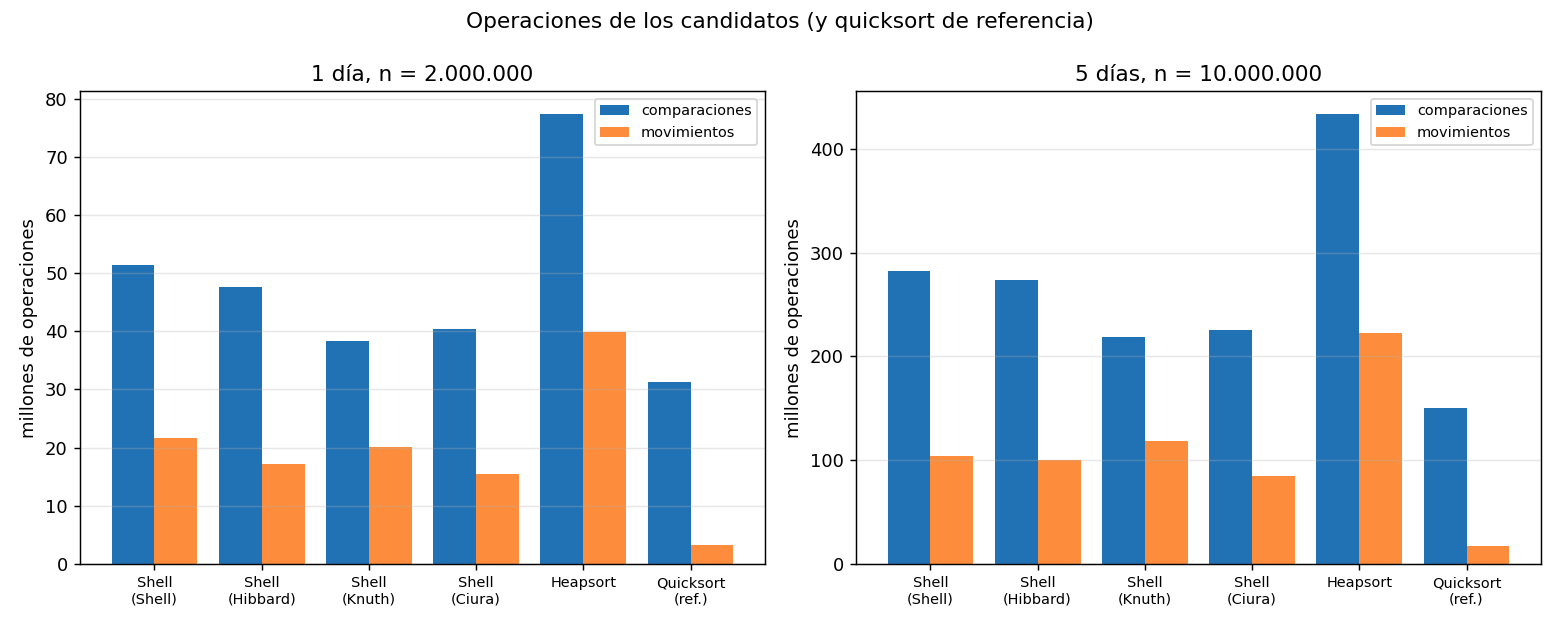 Operaciones de los candidatos (y quicksort de referencia)
1 día, n = 2.000.000
millones de operaciones
80
70
60
50
40
30
20
10
0
comparaciones
movimientos
Shell
(Shell)
Shell
(Hibbard)
Shell
(Knuth)
Shell
(Ciura)
Heapsort
Quicksort
(ref.)
5 días, n = 10.000.000
millones de operaciones
400
300
200
100
0
comparaciones
movimientos
Shell
(Shell)
Shell
(Hibbard)
Shell
(Knuth)
Shell
(Ciura)
Heapsort
Quicksort
(ref.)